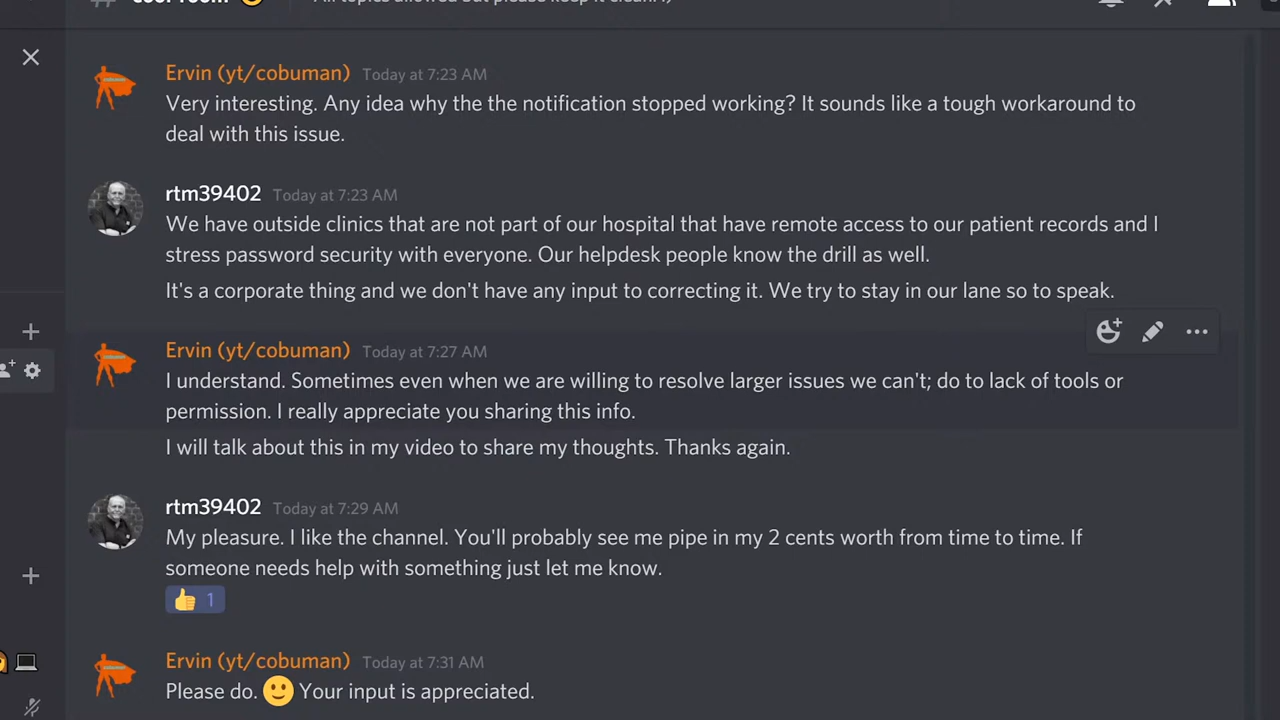 Ervin (yt/cobuman) Today at 7:23 AM
Very interesting. Any idea why the the notification stopped working? It sounds like a tough workaround to
deal with this issue.
rtm39402 Today at 7:23 AM
We have outside clinics that are not part of our hospital that have remote access to our patient records and I
stress password security with everyone. Our helpdesk people know the drill as well.
It's a corporate thing and we don't have any input to correcting it. We try to stay in our lane so to speak.
Ervin (yt/cobuman) Today at 7:27 AM
I understand. Sometimes even when we are willing to resolve larger issues we can't; do to lack of tools or
permission. I really appreciate you sharing this info.
I will talk about this in my video to share my thoughts. Thanks again.
rtm39402 Today at 7:29 AM
My pleasure. I like the channel. You'll probably see me pipe in my 2 cents worth from time to time. If
someone needs help with something just let me know.
👍 1
Ervin (yt/cobuman) Today at 7:31 AM
Please do. 🙂 Your input is appreciated.